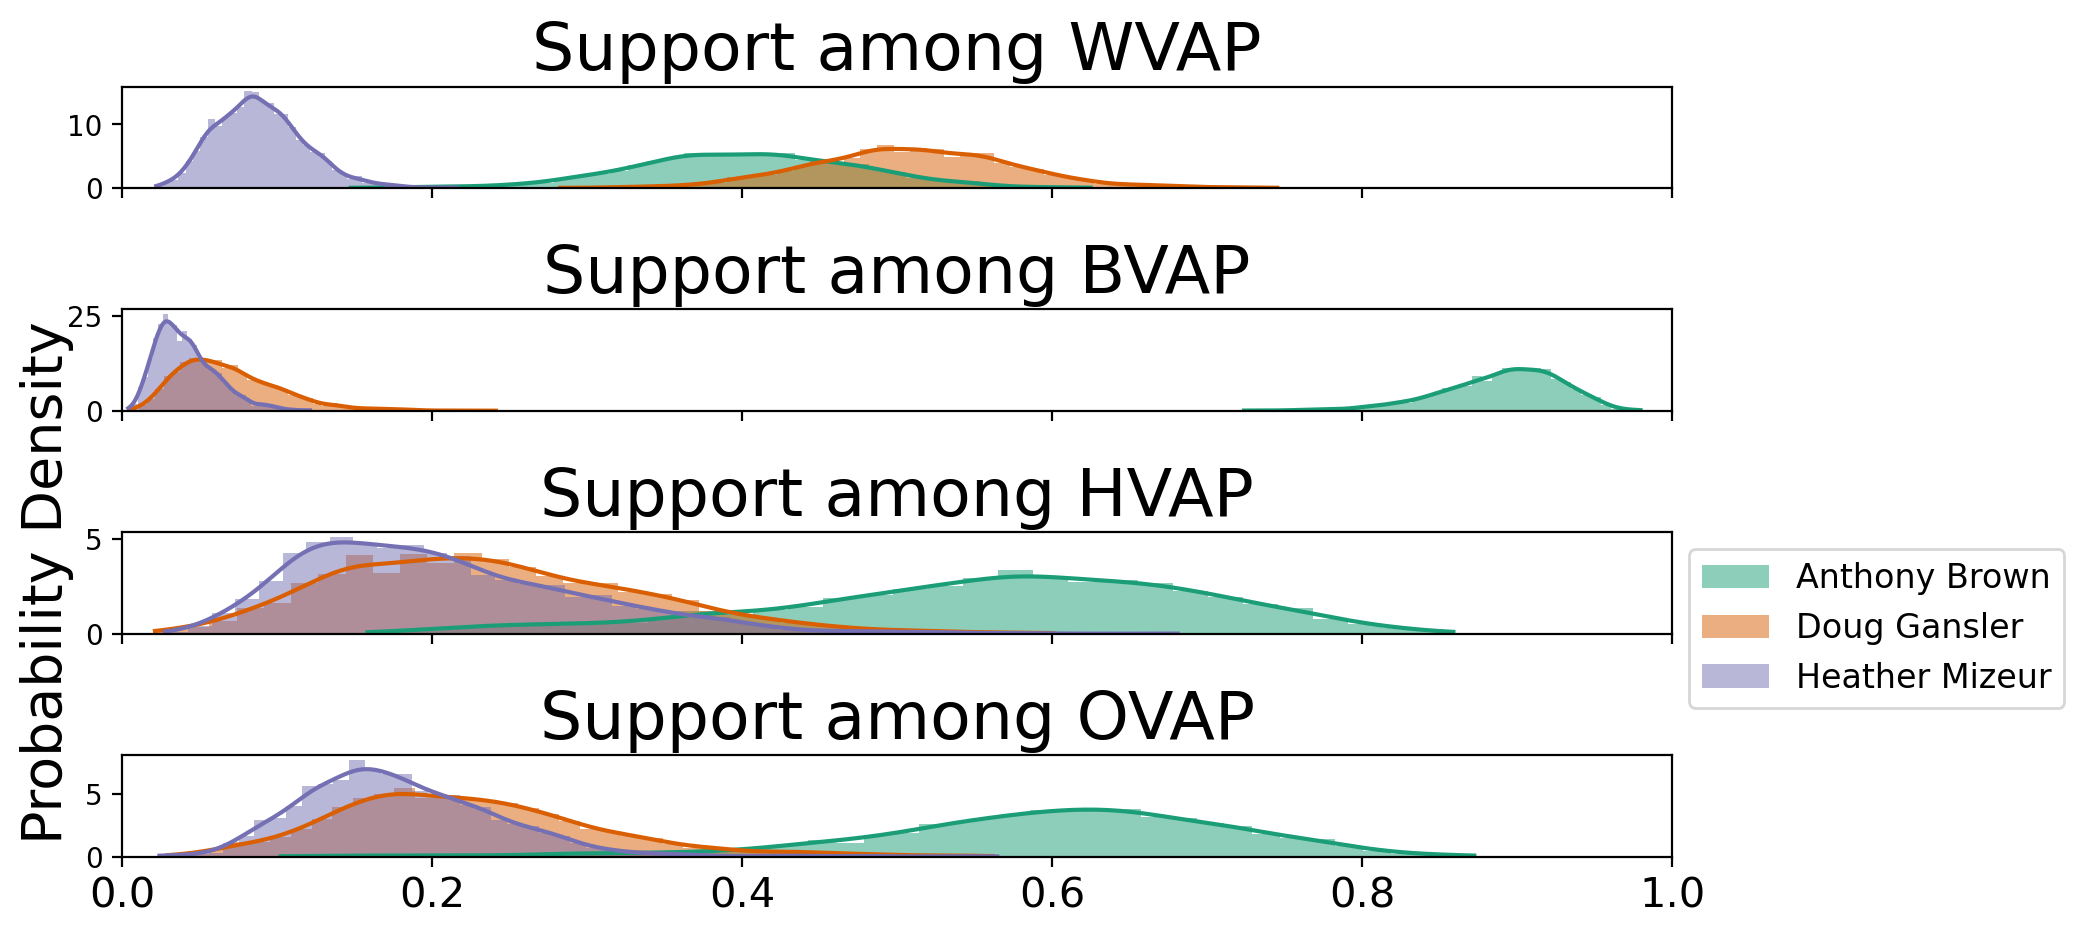 Support among WVAP
10
0
Support among BVAP
25
0
Probability Density
Support among HVAP
5
0
Anthony Brown
Doug Gansler
Heather Mizeur
Support among OVAP
5
0
0.0 0.2 0.4 0.6 0.8 1.0